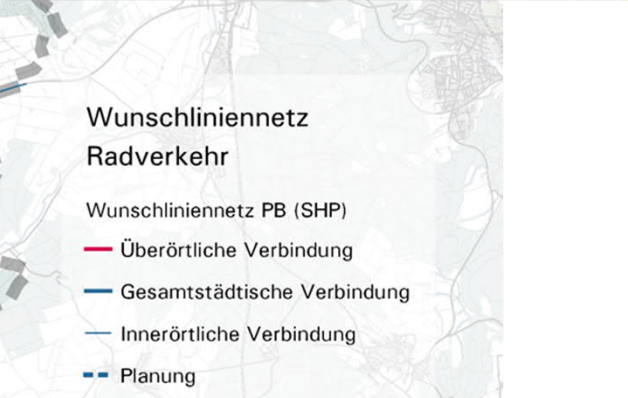 Wunschliniennetz
Radverkehr
Wunschliniennetz PB (SHP)
Überörtliche Verbindung
Gesamtstädtische Verbindung
Innerörtliche Verbindung
Planung